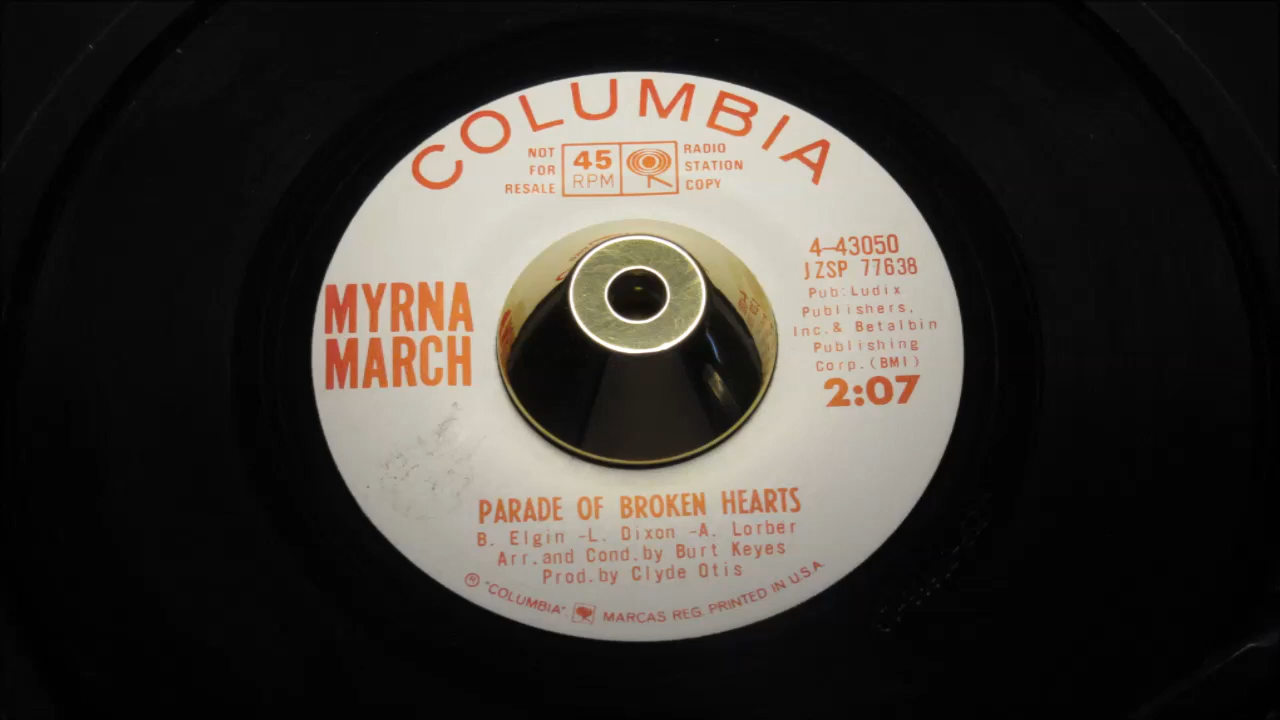 COLUMBIA
NOT
FOR
RESALE
45
RPM
RADIO
STATION
COPY
4-43050
JZSP 77638
Pub: Ludix
Publishers,
Inc. & Betalbin
Publishing
Corp. (BMI)
2:07
MYRNA
MARCH
PARADE OF BROKEN HEARTS
B. Elgin -L. Dixon -A. Lorber
Arr. and Cond. by Burt Keyes
Prod. by Clyde Otis
® "COLUMBIA", MARCAS REG. PRINTED IN U.S.A.